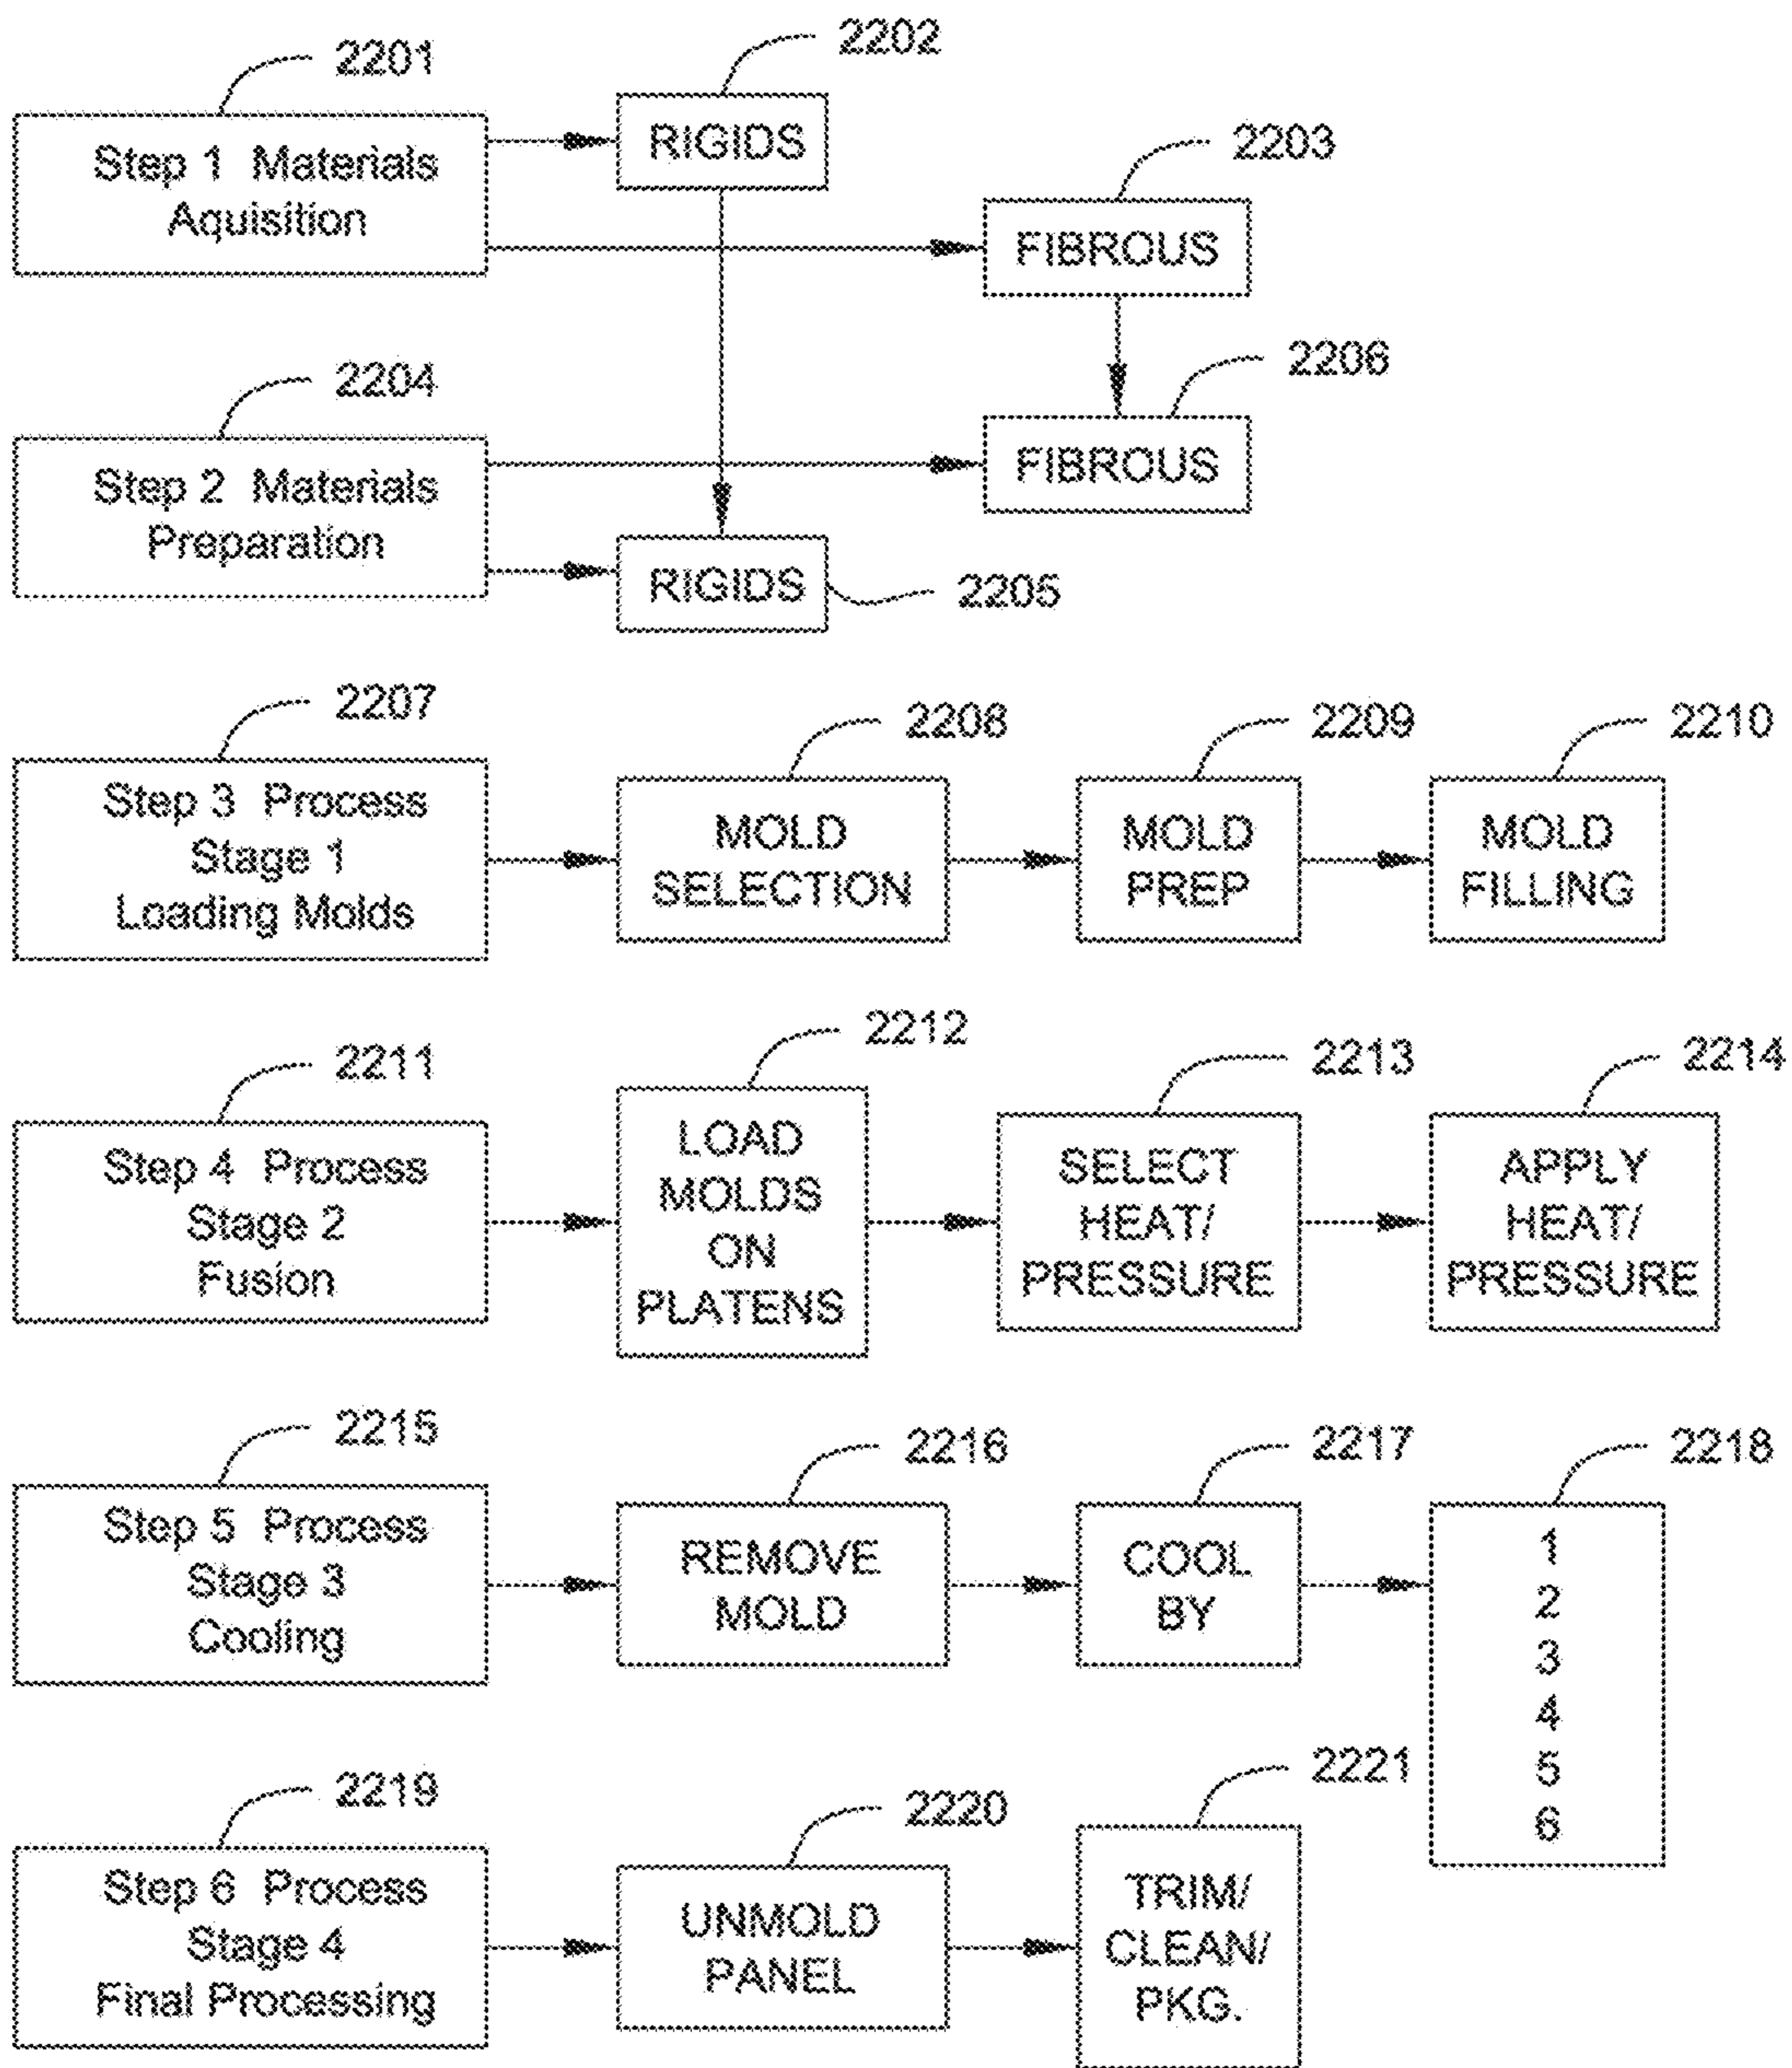 2201
2202
Step 1 Materials
Aquisition
RIGIDS
2203
FIBROUS
2204
2206
Step 2 Materials
Preparation
FIBROUS
RIGIDS
2205
2207
2208
2209
2210
Step 3 Process
Stage 1
Loading Molds
MOLD
SELECTION
MOLD
PREP
MOLD
FILLING
2211
2212
2213
2214
Step 4 Process
Stage 2
Fusion
LOAD
MOLDS
ON
PLATENS
SELECT
HEAT/
PRESSURE
APPLY
HEAT/
PRESSURE
2215
2216
2217
2218
Step 5 Process
Stage 3
Cooling
REMOVE
MOLD
COOL
BY
1
2
3
4
5
6
2219
2220
2221
Step 6 Process
Stage 4
Final Processing
UNMOLD
PANEL
TRIM/
CLEAN/
PKG.